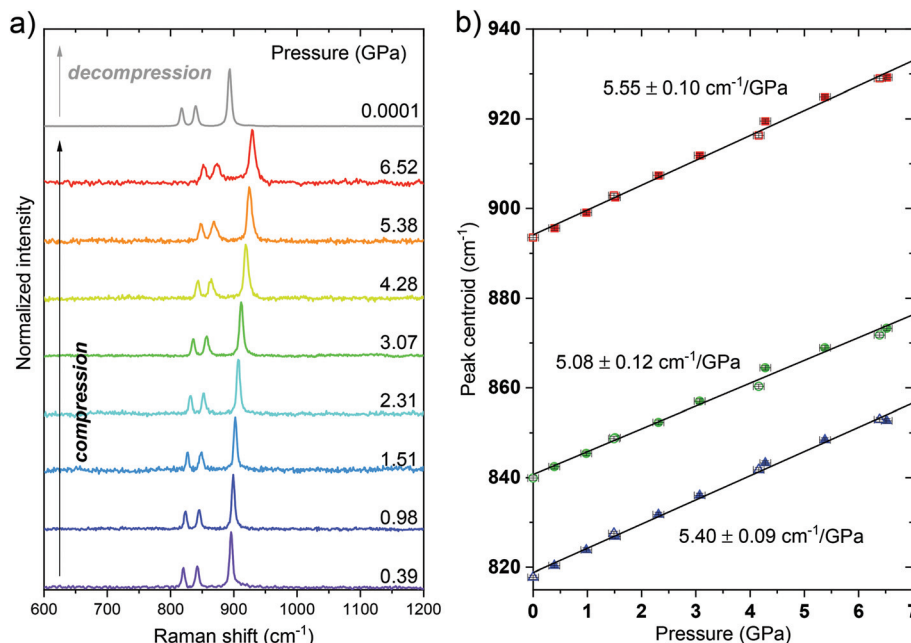 a)
Pressure (GPa)
decompression
0.0001
6.52
5.38
4.28
3.07
2.31
1.51
0.98
0.39
compression
Normalized intensity
600 700 800 900 1000 1100 1200
Raman shift (cm⁻¹)
b)
940
920
900
880
860
840
820
Peak centroid (cm⁻¹)
5.55 ± 0.10 cm⁻¹/GPa
5.08 ± 0.12 cm⁻¹/GPa
5.40 ± 0.09 cm⁻¹/GPa
0 1 2 3 4 5 6 7
Pressure (GPa)